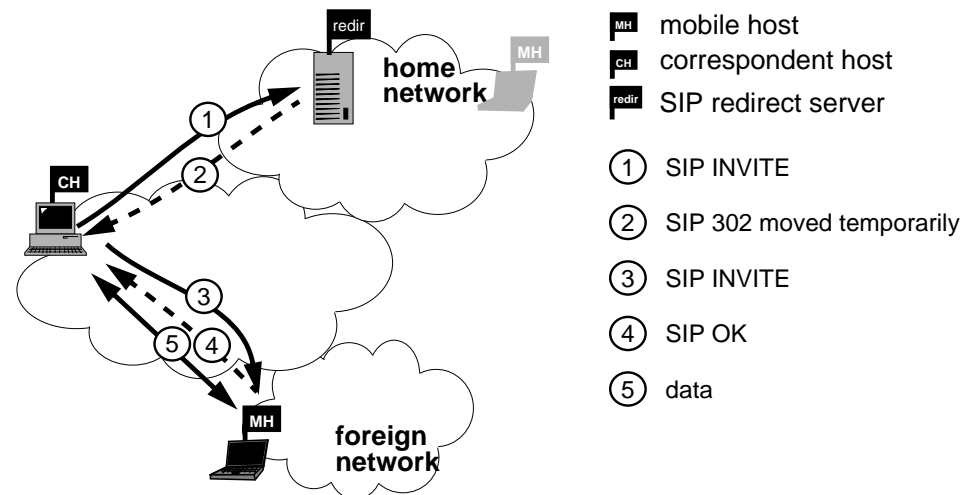 redir
MH
home
network
1
2
CH
3
5
4
MH
foreign
network
MH mobile host
CH correspondent host
redir SIP redirect server
1 SIP INVITE
2 SIP 302 moved temporarily
3 SIP INVITE
4 SIP OK
5 data